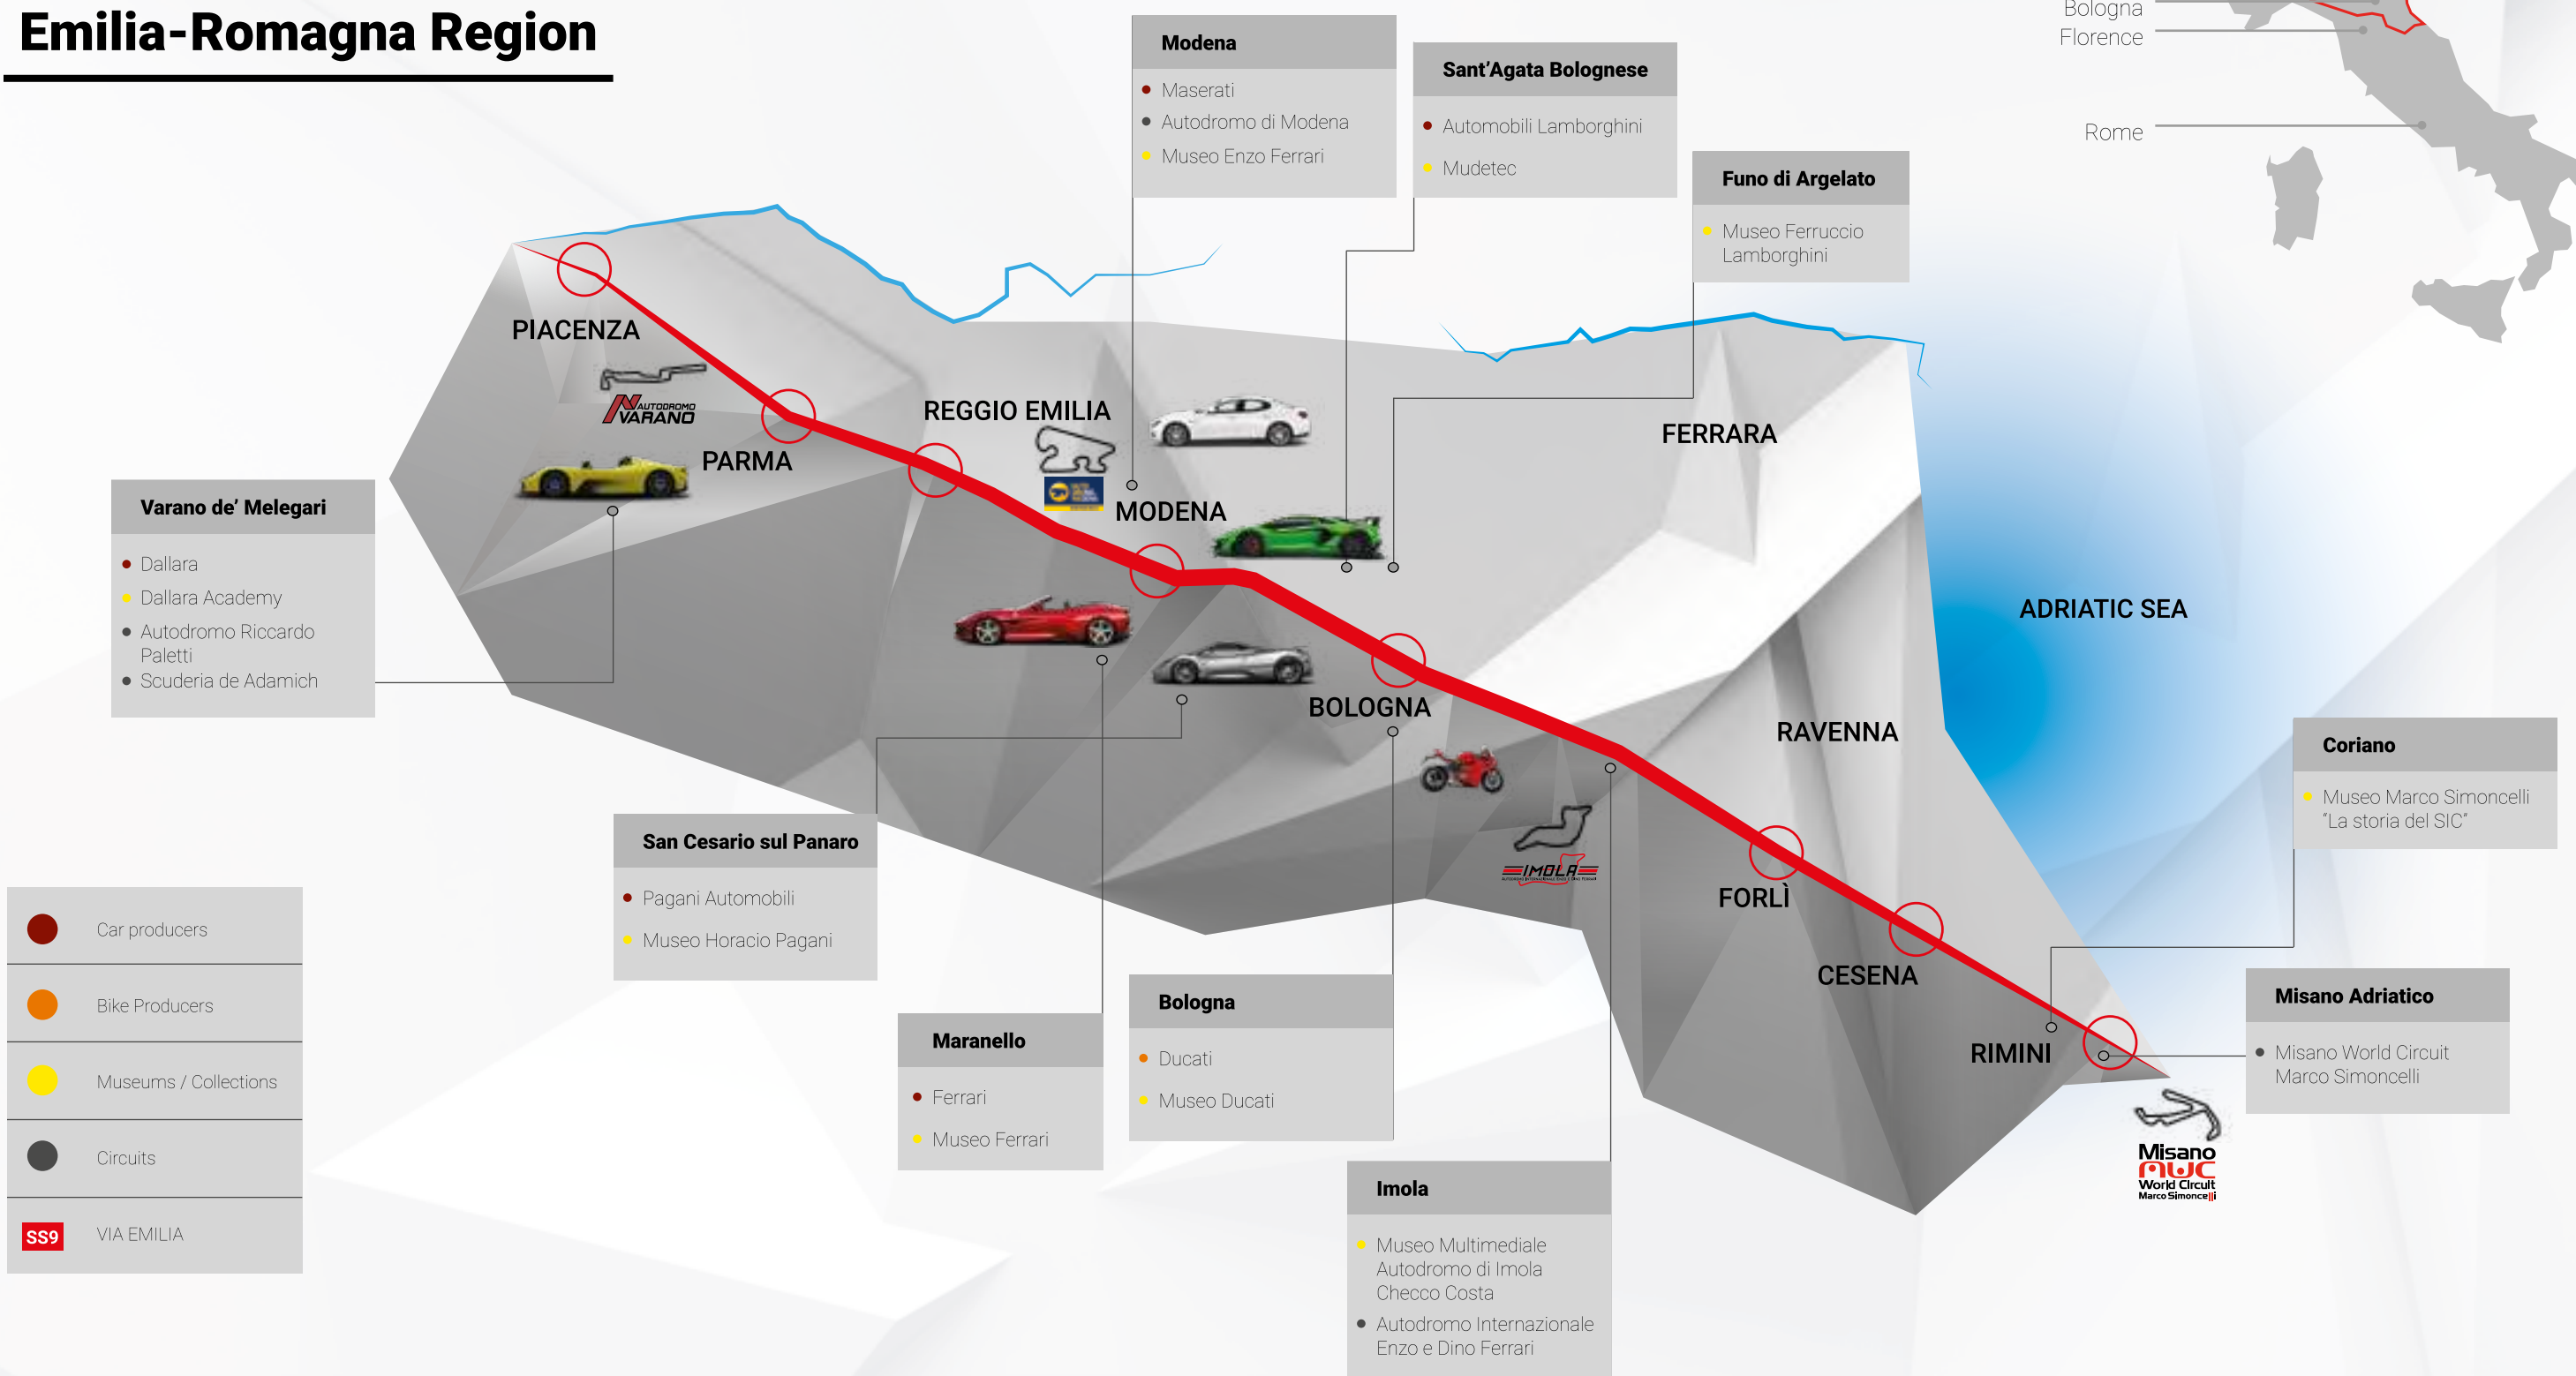 Emilia-Romagna Region
Bologna
Florence
Rome
Modena
Maserati
Autodromo di Modena
Museo Enzo Ferrari
Sant'Agata Bolognese
Automobili Lamborghini
Mudetec
Funo di Argelato
Museo Ferruccio
Lamborghini
PIACENZA
AUTODROMO
VARANO
PARMA
REGGIO EMILIA
MODENA
FERRARA
BOLOGNA
RAVENNA
ADRIATIC SEA
IMOLA
FORLÌ
CESENA
RIMINI
Misano
MWC
World Circuit
Marco Simoncelli
Varano de' Melegari
Dallara
Dallara Academy
Autodromo Riccardo
Paletti
Scuderia de Adamich
San Cesario sul Panaro
Pagani Automobili
Museo Horacio Pagani
Maranello
Ferrari
Museo Ferrari
Bologna
Ducati
Museo Ducati
Imola
Museo Multimediale
Autodromo di Imola
Checco Costa
Autodromo Internazionale
Enzo e Dino Ferrari
Coriano
Museo Marco Simoncelli
"La storia del SIC"
Misano Adriatico
Misano World Circuit
Marco Simoncelli
Car producers
Bike Producers
Museums / Collections
Circuits
SS9 VIA EMILIA